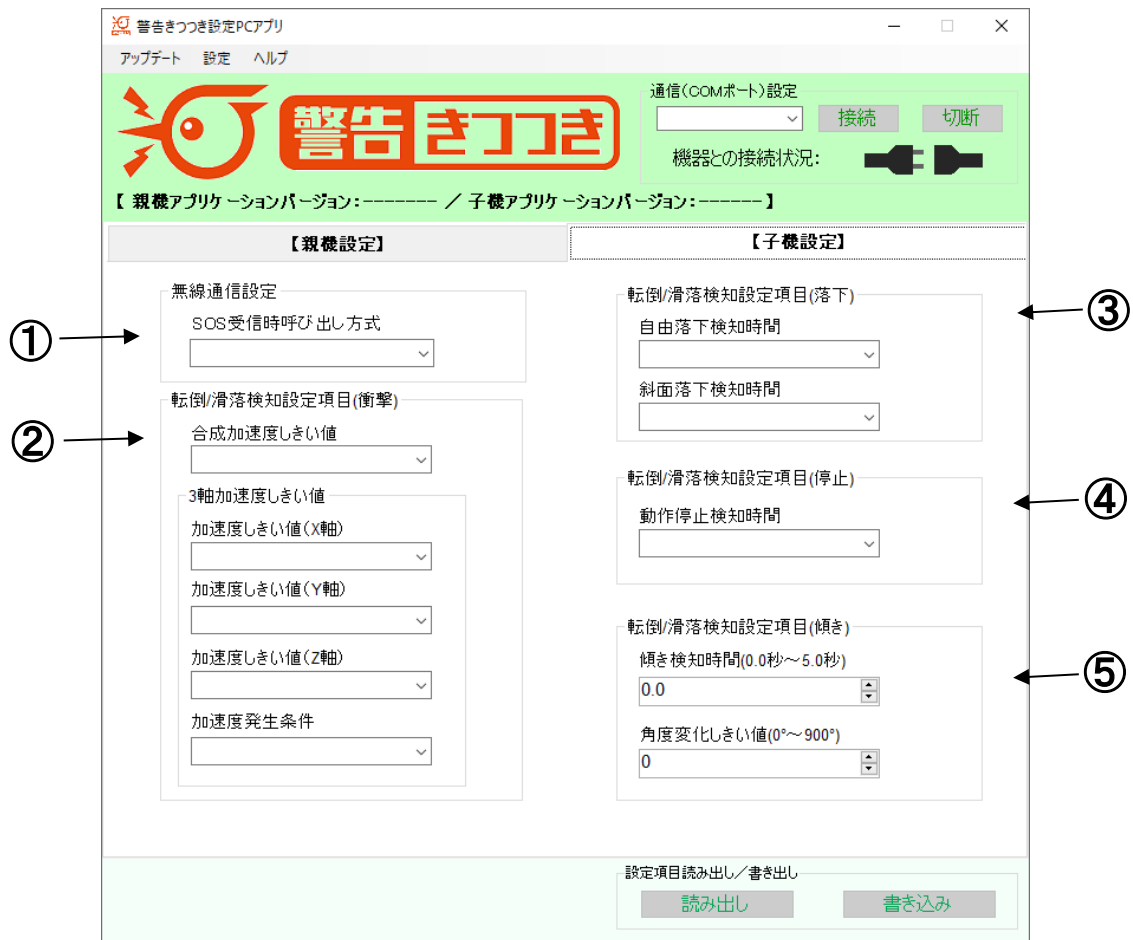 警告きつつき設定PCアプリ
アップデート 設定 ヘルプ
警告きつつき
通信(COMポート)設定
接続 切断
機器との接続状況:
【 親機アプリケーションバージョン:------- / 子機アプリケーションバージョン:------】
【親機設定】 【子機設定】
①
無線通信設定
SOS受信時呼び出し方式
②
転倒/滑落検知設定項目(衝撃)
合成加速度しきい値
3軸加速度しきい値
加速度しきい値(X軸)
加速度しきい値(Y軸)
加速度しきい値(Z軸)
加速度発生条件
③
転倒/滑落検知設定項目(落下)
自由落下検知時間
斜面落下検知時間
④
転倒/滑落検知設定項目(停止)
動作停止検知時間
⑤
転倒/滑落検知設定項目(傾き)
傾き検知時間(0.0秒～5.0秒)
0.0
角度変化しきい値(0°～900°)
0
設定項目読み出し/書き出し
読み出し 書き込み